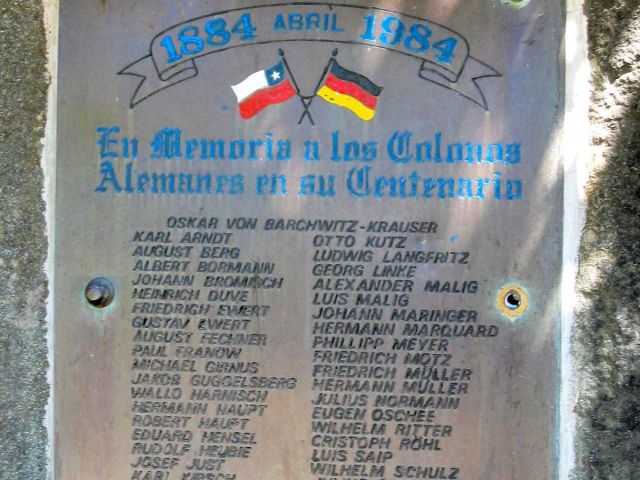 1884 ABRIL 1984
En Memoria a los Colonos
Alemanes en su Centenario
OSKAR VON BARCHWITZ-KRAUSER
KARL ARNDT
AUGUST BERG
ALBERT BORMANN
JOHANN BROMISCH
HEINRICH DUVE
FRIEDRICH EWERT
GUSTAV EWERT
AUGUST FECHNER
PAUL FRANOW
MICHAEL GIRNUS
JAKOB GUGGELSBERG
WALLO HARNISCH
HERMANN HAUPT
ROBERT HAUPT
EDUARD HENSEL
RUDOLF HEUBIE
JOSEF JUST
KARL KIRSCH
OTTO KUTZ
LUDWIG LANGFRITZ
GEORG LINKE
ALEXANDER MALIG
LUIS MALIG
JOHANN MARINGER
HERMANN MARQUARD
PHILLIPP MEYER
FRIEDRICH MOTZ
FRIEDRICH MÜLLER
HERMANN MÜLLER
JULIUS NORMANN
EUGEN OSCHEE
WILHELM RITTER
CRISTOPH RÖHL
LUIS SAIP
WILHELM SCHULZ